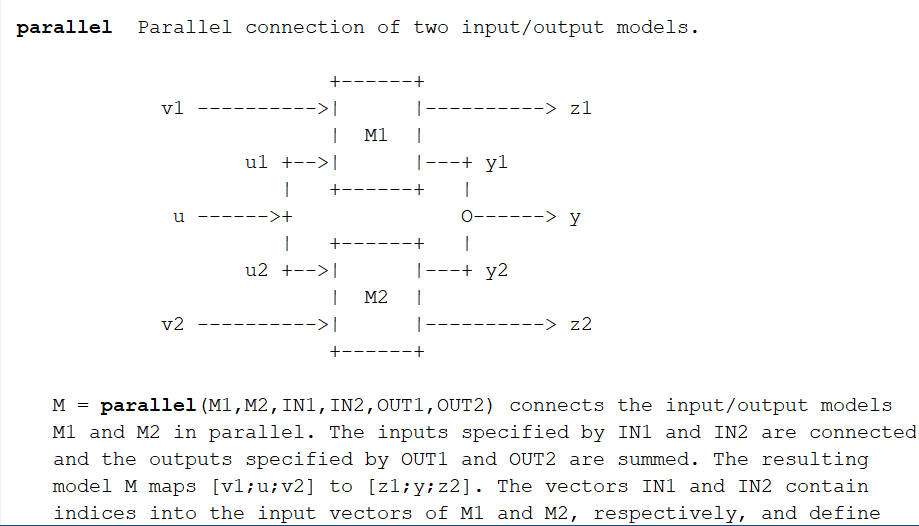 parallel  Parallel connection of two input/output models.
                          +------+
            v1 ---------->|      |----------> z1
                          |  M1  |
                   u1 +-->|      |---+ y1
                      |   +------+   |
             u ------>+              O------> y
                      |   +------+   |
                   u2 +-->|      |---+ y2
                          |  M2  |
            v2 ---------->|      |----------> z2
                          +------+
M = parallel(M1,M2,IN1,IN2,OUT1,OUT2) connects the input/output models
M1 and M2 in parallel. The inputs specified by IN1 and IN2 are connected
and the outputs specified by OUT1 and OUT2 are summed. The resulting
model M maps [v1;u;v2] to [z1;y;z2]. The vectors IN1 and IN2 contain
indices into the input vectors of M1 and M2, respectively, and define